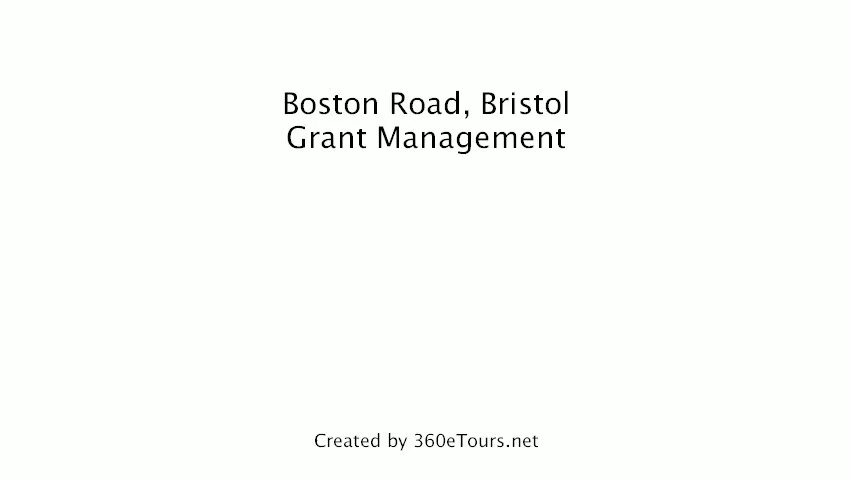 Boston Road, Bristol
Grant Management
Created by 360eTours.net